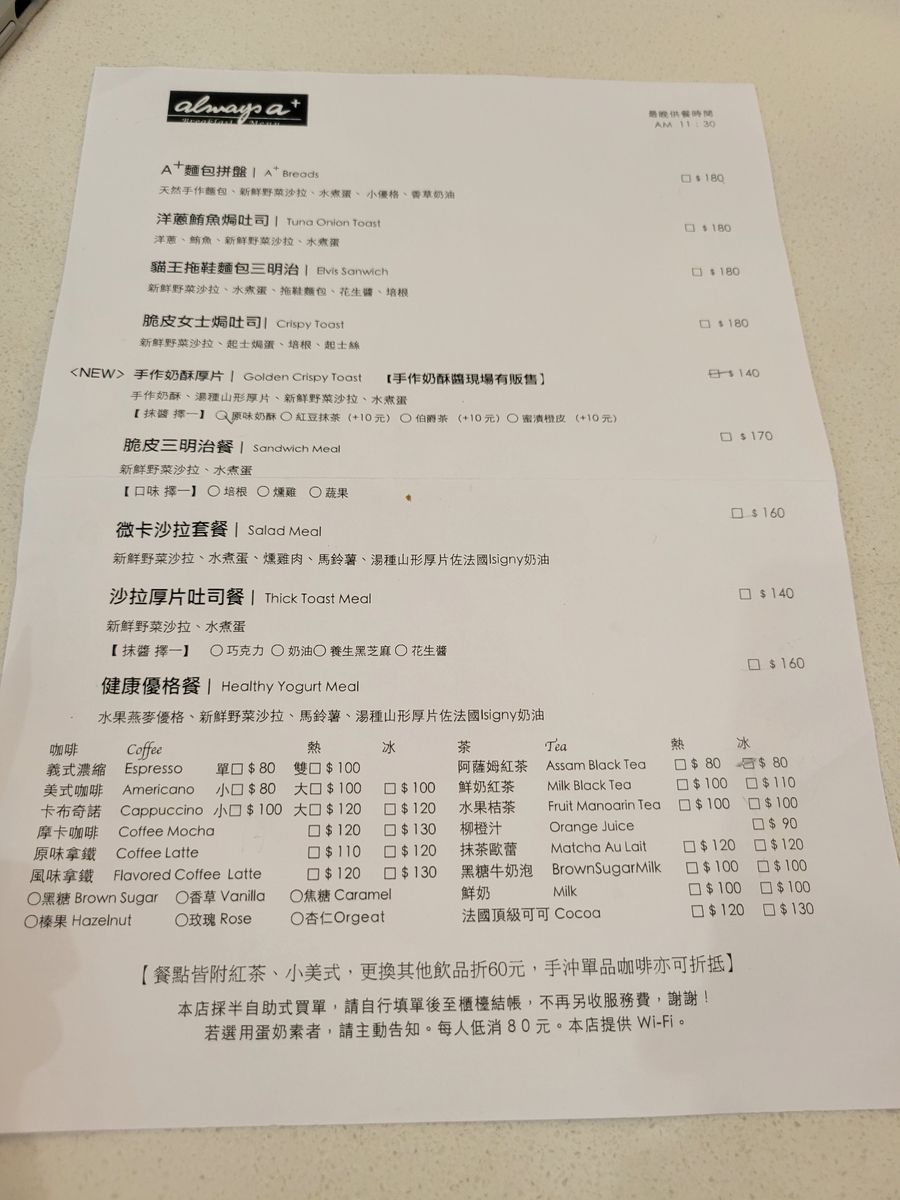 always a+
Breakfast Menu
最晚供餐時間
AM 11：30
A+麵包拼盤 | A+ Breads
□ $ 180
天然手作麵包、新鮮野菜沙拉、水煮蛋、 小優格、香草奶油
洋蔥鮪魚焗吐司 | Tuna Onion Toast
□ $ 180
洋蔥、鮪魚、新鮮野菜沙拉、水煮蛋
貓王拖鞋麵包三明治 | Elvis Sanwich
□ $ 180
新鮮野菜沙拉、水煮蛋、拖鞋麵包、花生醬、培根
脆皮女士焗吐司 | Crispy Toast
□ $ 180
新鮮野菜沙拉、起士焗蛋、培根、起士絲
<NEW> 手作奶酥厚片 | Golden Crispy Toast 【手作奶酥醬現場有販售】
□ $ 140
手作奶酥、湯種山形厚片、新鮮野菜沙拉、水煮蛋
【 抹醬 擇一】 ○原味奶酥 ○ 紅豆抹茶 (+10 元) ○ 伯爵茶 (+10 元) ○ 蜜漬橙皮 (+10 元)
脆皮三明治餐 | Sandwich Meal
□ $ 170
新鮮野菜沙拉、水煮蛋
【 口味 擇一】 ○ 培根 ○ 燻雞 ○ 蔬果
微卡沙拉套餐 | Salad Meal
□ $ 160
新鮮野菜沙拉、水煮蛋、燻雞肉、馬鈴薯、湯種山形厚片佐法國Isigny奶油
沙拉厚片吐司餐 | Thick Toast Meal
□ $ 140
新鮮野菜沙拉、水煮蛋
【 抹醬 擇一】 ○ 巧克力 ○ 奶油○ 養生黑芝麻 ○ 花生醬
健康優格餐 | Healthy Yogurt Meal
□ $ 160
水果燕麥優格、新鮮野菜沙拉、馬鈴薯、湯種山形厚片佐法國Isigny奶油
咖啡 Coffee 熱 冰
義式濃縮 Espresso 單□ $ 80 雙□ $ 100
美式咖啡 Americano 小□ $ 80 大□ $ 100 □ $ 100
卡布奇諾 Cappuccino 小□ $ 100 大□ $ 120 □ $ 120
摩卡咖啡 Coffee Mocha □ $ 120 □ $ 130
原味拿鐵 Coffee Latte □ $ 110 □ $ 120
風味拿鐵 Flavored Coffee Latte □ $ 120 □ $ 130
○黑糖 Brown Sugar ○香草 Vanilla ○焦糖 Caramel
○榛果 Hazelnut ○玫瑰 Rose ○杏仁Orgeat
茶 Tea 熱 冰
阿薩姆紅茶 Assam Black Tea □ $ 80 □ $ 80
鮮奶紅茶 Milk Black Tea □ $ 100 □ $ 110
水果桔茶 Fruit Manoarin Tea □ $ 100 □ $ 100
柳橙汁 Orange Juice □ $ 90
抹茶歐蕾 Matcha Au Lait □ $ 120 □ $ 120
黑糖牛奶泡 BrownSugarMilk □ $ 100 □ $ 100
鮮奶 Milk □ $ 100 □ $ 100
法國頂級可可 Cocoa □ $ 120 □ $ 130
【 餐點皆附紅茶、小美式，更換其他飲品折60元，手沖單品咖啡亦可折抵】
本店採半自助式買單，請自行填單後至櫃檯結帳，不再另收服務費，謝謝！
若選用蛋奶素者，請主動告知。每人低消８０元。本店提供 Wi-Fi。